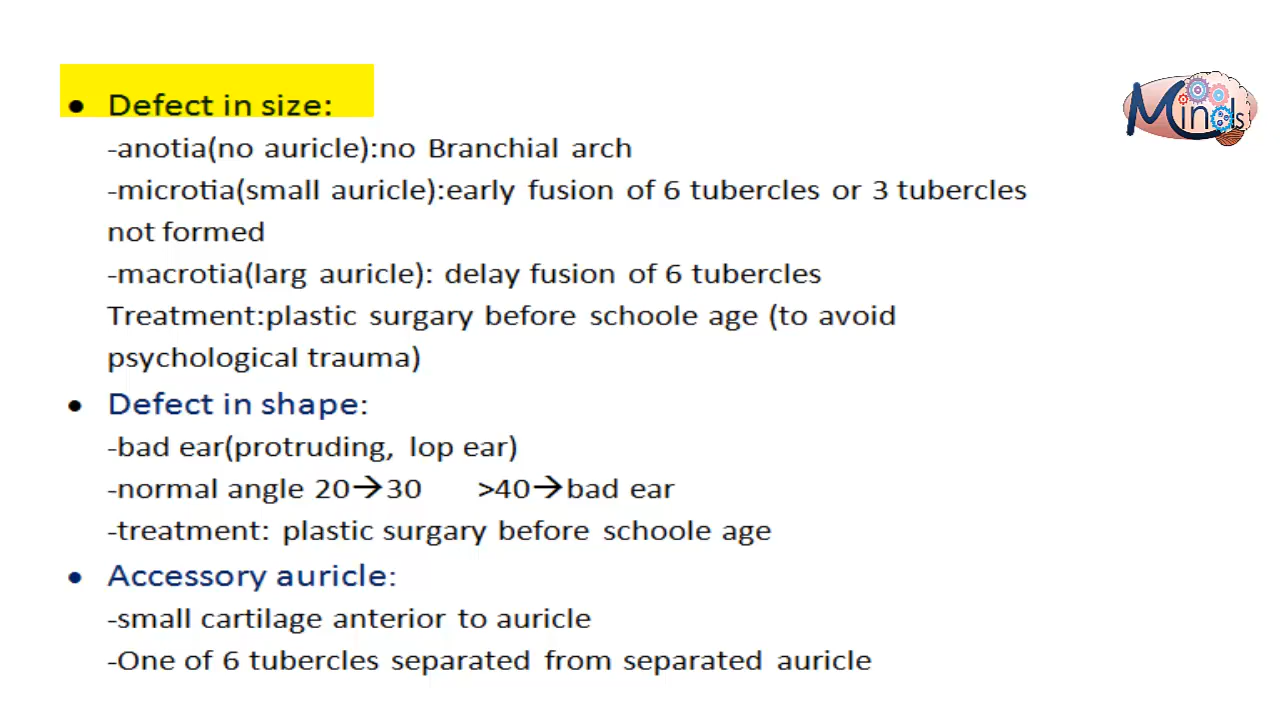 • Defect in size:
-anotia(no auricle):no Branchial arch
-microtia(small auricle):early fusion of 6 tubercles or 3 tubercles
not formed
-macrotia(larg auricle): delay fusion of 6 tubercles
Treatment:plastic surgary before schoole age (to avoid
psychological trauma)
• Defect in shape:
-bad ear(protruding, lop ear)
-normal angle 20→30 >40→bad ear
-treatment: plastic surgary before schoole age
• Accessory auricle:
-small cartilage anterior to auricle
-One of 6 tubercles separated from separated auricle
Minds